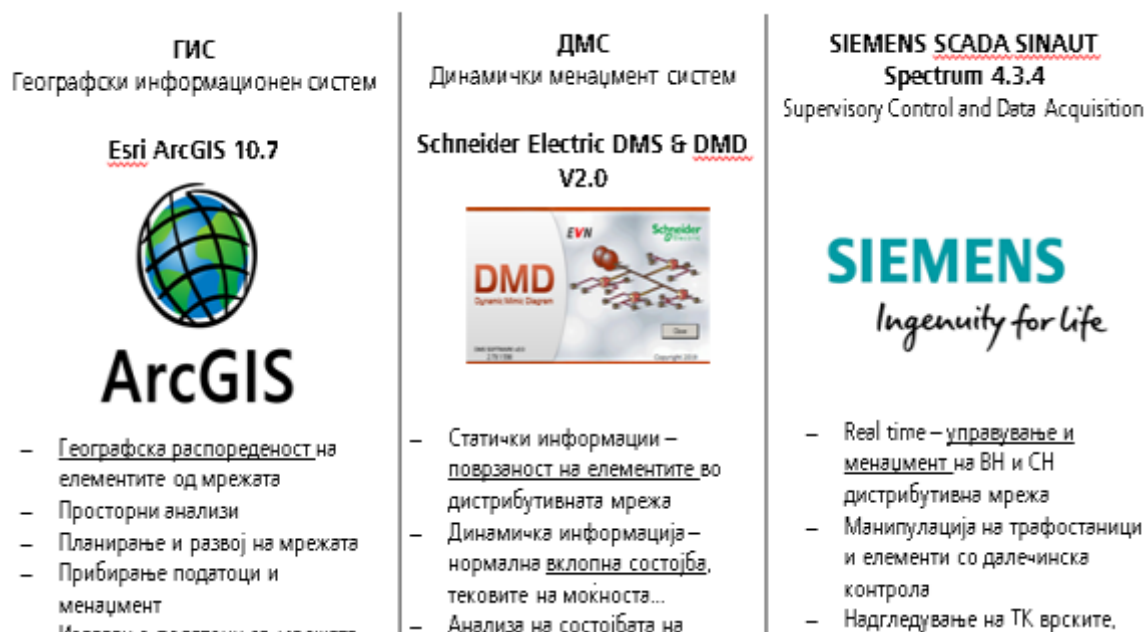 ГИС
Географски информационен систем
Esri ArcGIS 10.7
ArcGIS
– Географска распореденост на
елементите од мрежата
– Просторни анализи
– Планирање и развој на мрежата
– Прибирање податоци и
менаџмент
ДМС
Динамички менаџмент систем
Schneider Electric DMS & DMD
V2.0
EVN
Schneider
Electric
DMD
Dynamic Mimic Diagram
Close
Copyright 2019
– Статички информации –
поврзаност на елементите во
дистрибутивната мрежа
– Динамичка информација –
нормална вклопна состојба,
тековите на моќноста...
– Анализа на состојбата на
SIEMENS SCADA SINAUT
Spectrum 4.3.4
Supervisory Control and Data Acquisition
SIEMENS
Ingenuity for life
– Real time – управување и
менаџмент на ВН и СН
дистрибутивна мрежа
– Манипулација на трафостаници
и елементи со далечинска
контрола
– Надгледување на ТК врските,